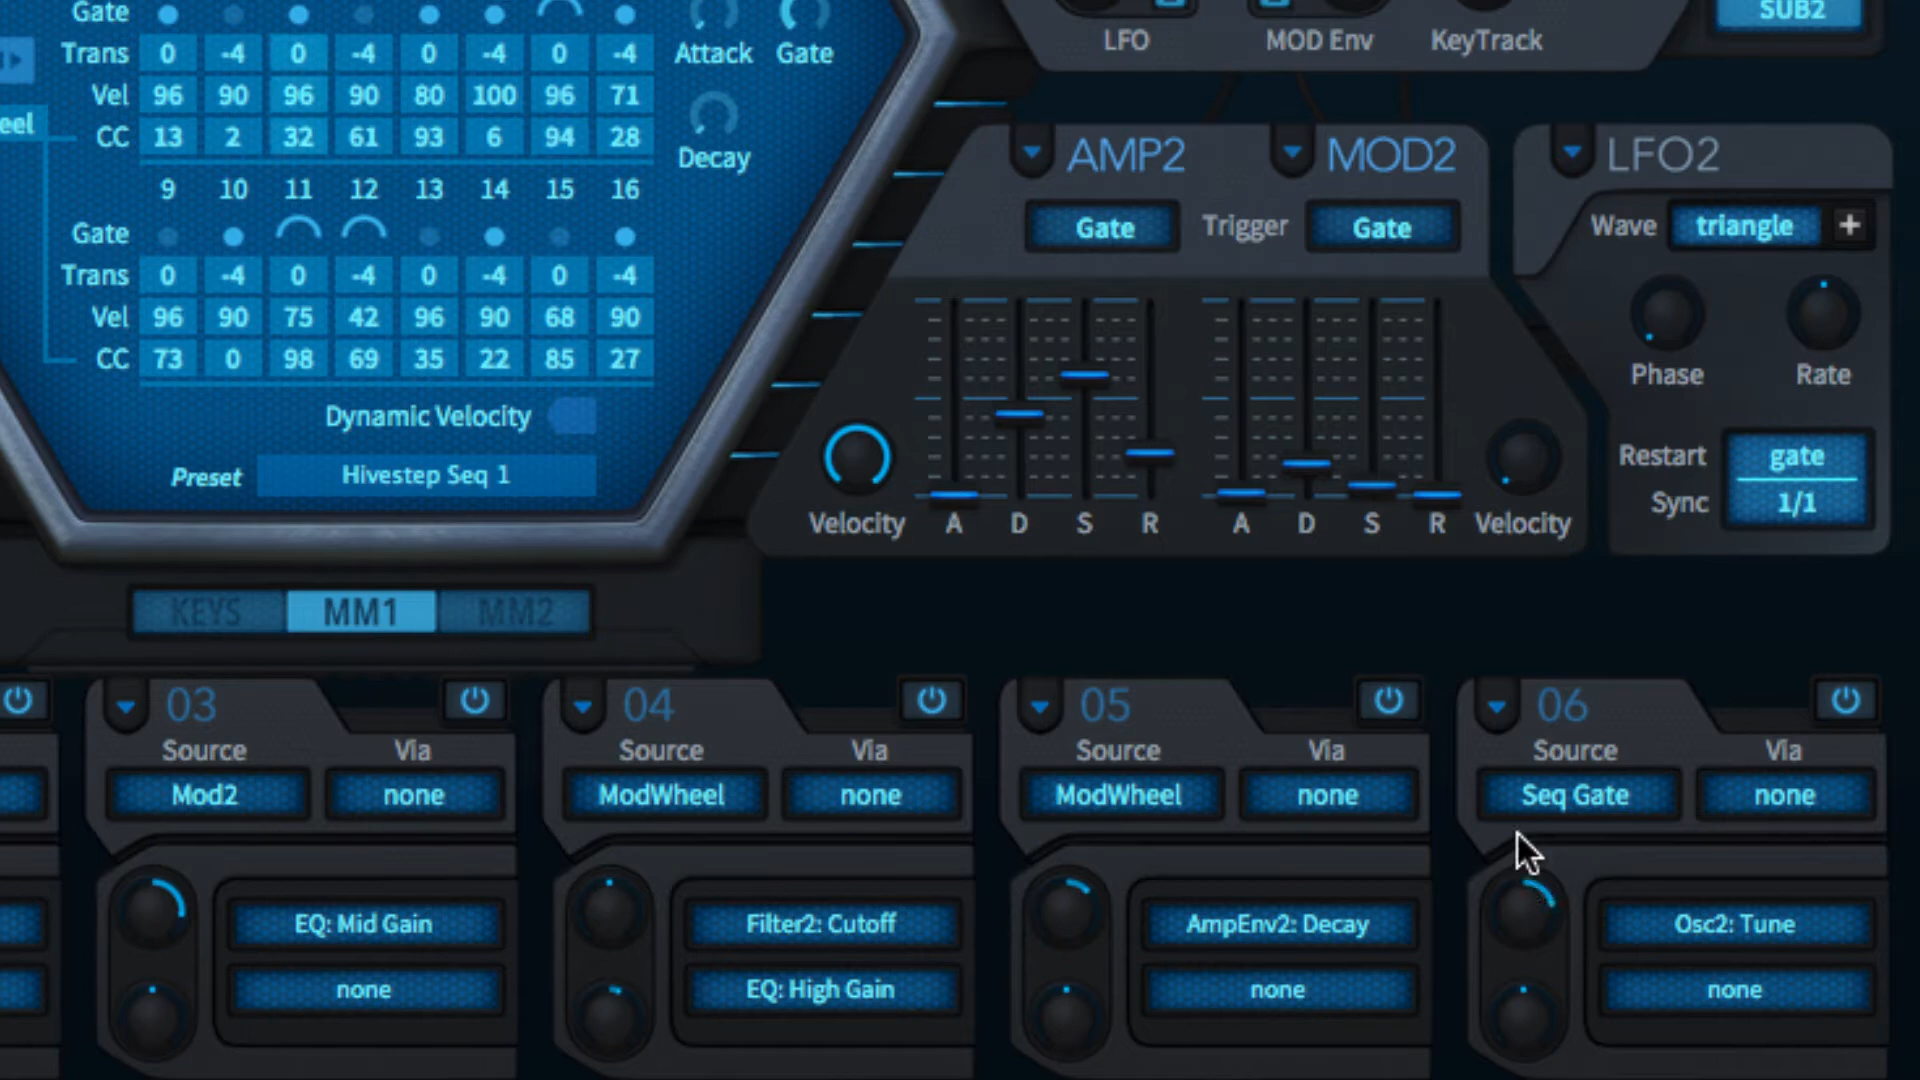 Gate
Trans 0 -4 0 -4 0 -4 0 -4
Vel 96 90 96 90 80 100 96 71
CC 13 2 32 61 93 6 94 28
9 10 11 12 13 14 15 16
Gate
Trans 0 -4 0 -4 0 -4 0 -4
Vel 96 90 75 42 96 90 68 90
CC 73 0 98 69 35 22 85 27
eel
Attack Gate
Decay
Dynamic Velocity
Preset Hivestep Seq 1
KEYS MM1 MM2
LFO MOD Env KeyTrack
SUB2
AMP2 MOD2
Gate Trigger Gate
Velocity A D S R A D S R Velocity
LFO2
Wave triangle +
Phase Rate
Restart gate
Sync 1/1
03
Source Via
Mod2 none
EQ: Mid Gain
none
04
Source Via
ModWheel none
Filter2: Cutoff
EQ: High Gain
05
Source Via
ModWheel none
AmpEnv2: Decay
none
06
Source Via
Seq Gate none
Osc2: Tune
none